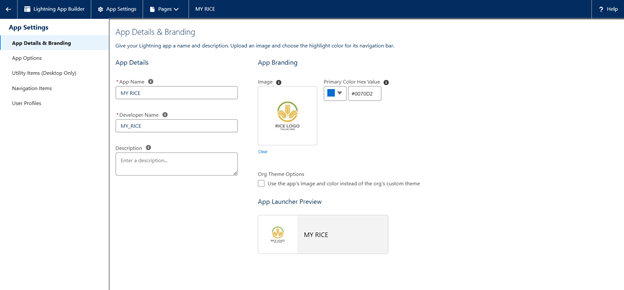 Lightning App Builder App Settings Pages MY RICE ? Help
App Settings
App Details & Branding
App Options
Utility Items (Desktop Only)
Navigation Items
User Profiles
App Details & Branding
Give your Lightning app a name and description. Upload an image and choose the highlight color for its navigation bar.
App Details
* App Name
MY RICE
* Developer Name
MY_RICE
Description
Enter a description...
App Branding
Image
RICE LOGO
Clear
Primary Color Hex Value
#0070D2
Org Theme Options
Use the app's image and color instead of the org's custom theme
App Launcher Preview
RICE LOGO
MY RICE